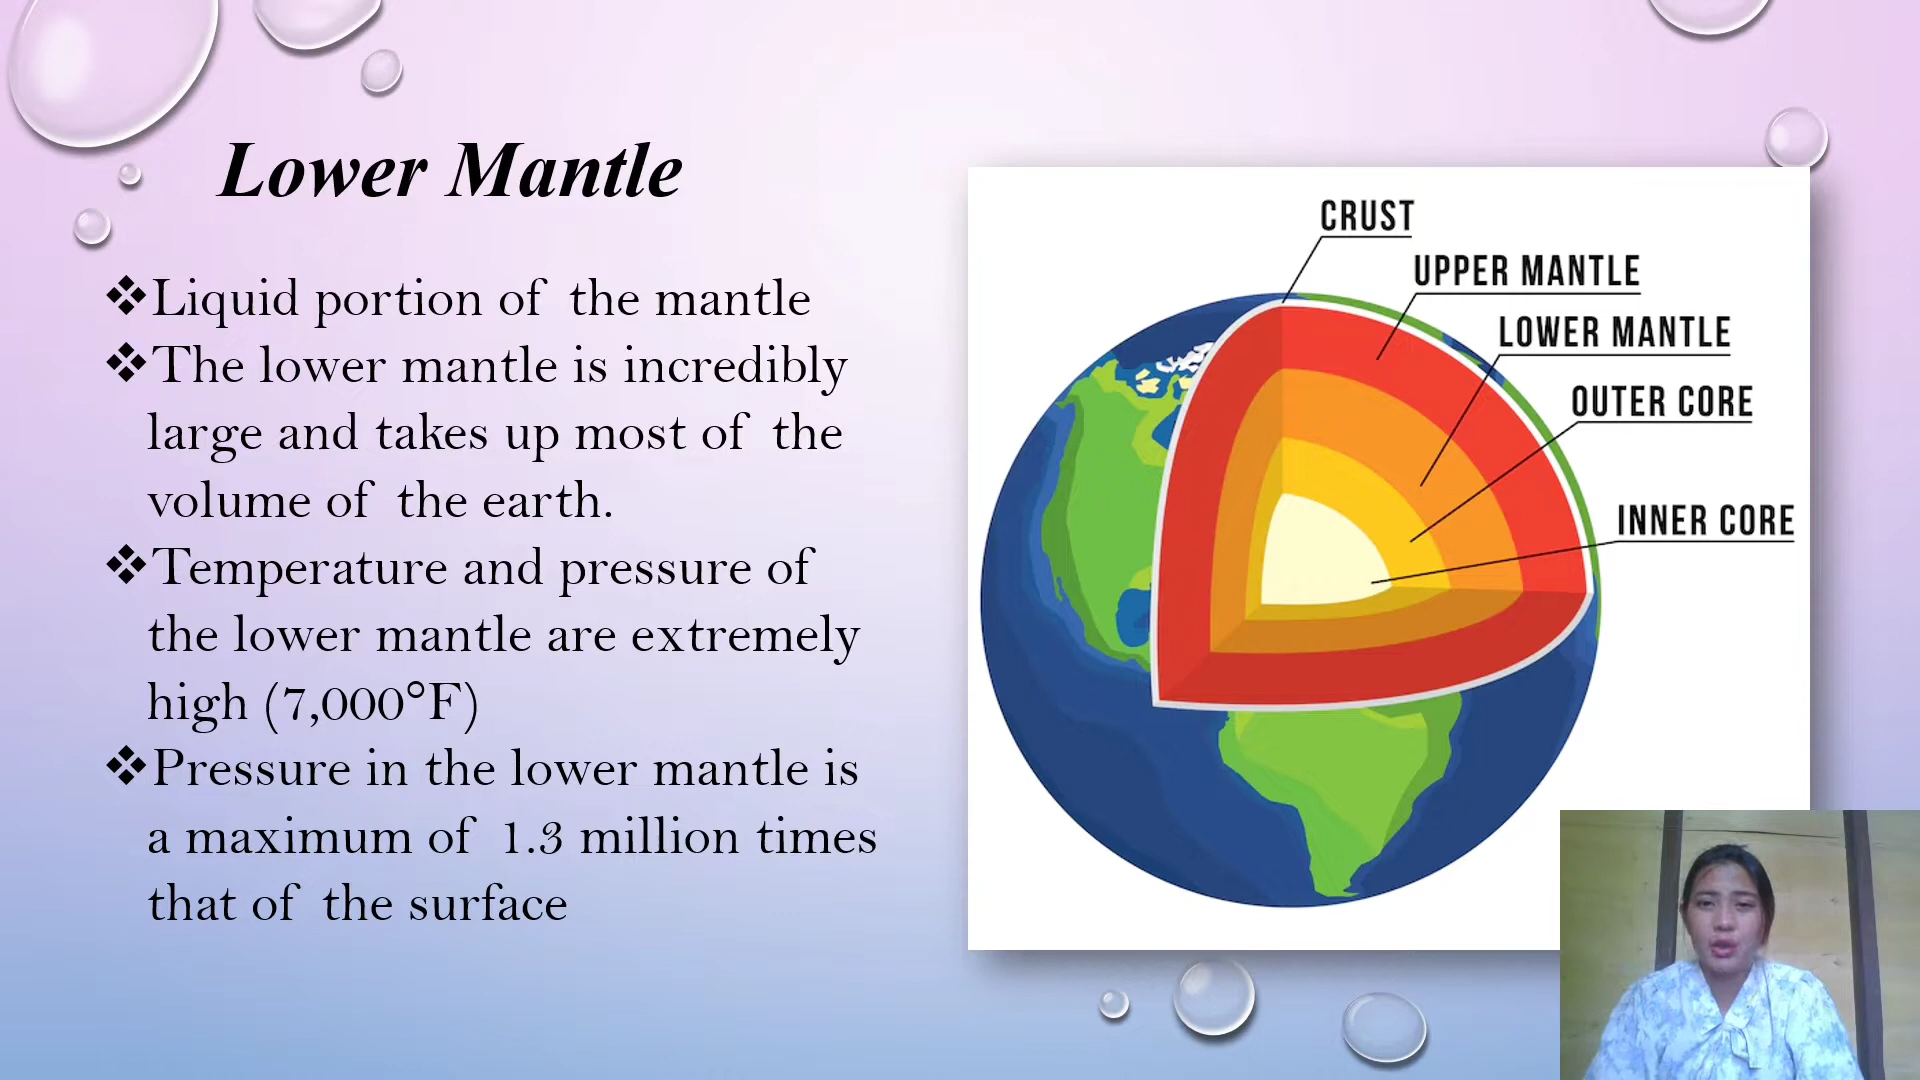 Lower Mantle
❖Liquid portion of the mantle
❖The lower mantle is incredibly
large and takes up most of the
volume of the earth.
❖Temperature and pressure of
the lower mantle are extremely
high (7,000°F)
❖Pressure in the lower mantle is
a maximum of 1.3 million times
that of the surface
CRUST
UPPER MANTLE
LOWER MANTLE
OUTER CORE
INNER CORE